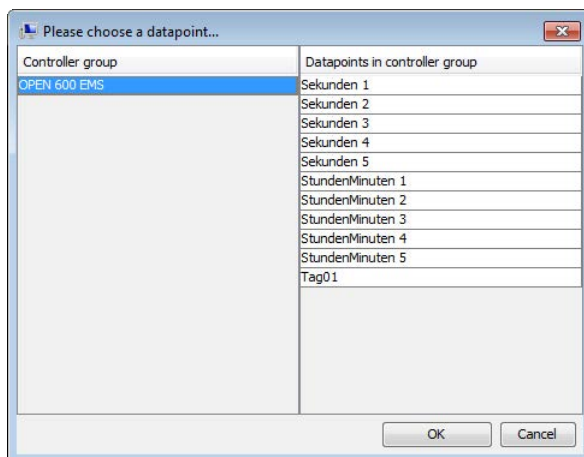 Please choose a datapoint...
Controller group
Datapoints in controller group
OPEN 600 EMS
Sekunden 1
Sekunden 2
Sekunden 3
Sekunden 4
Sekunden 5
StundenMinuten 1
StundenMinuten 2
StundenMinuten 3
StundenMinuten 4
StundenMinuten 5
Tag01
OK
Cancel